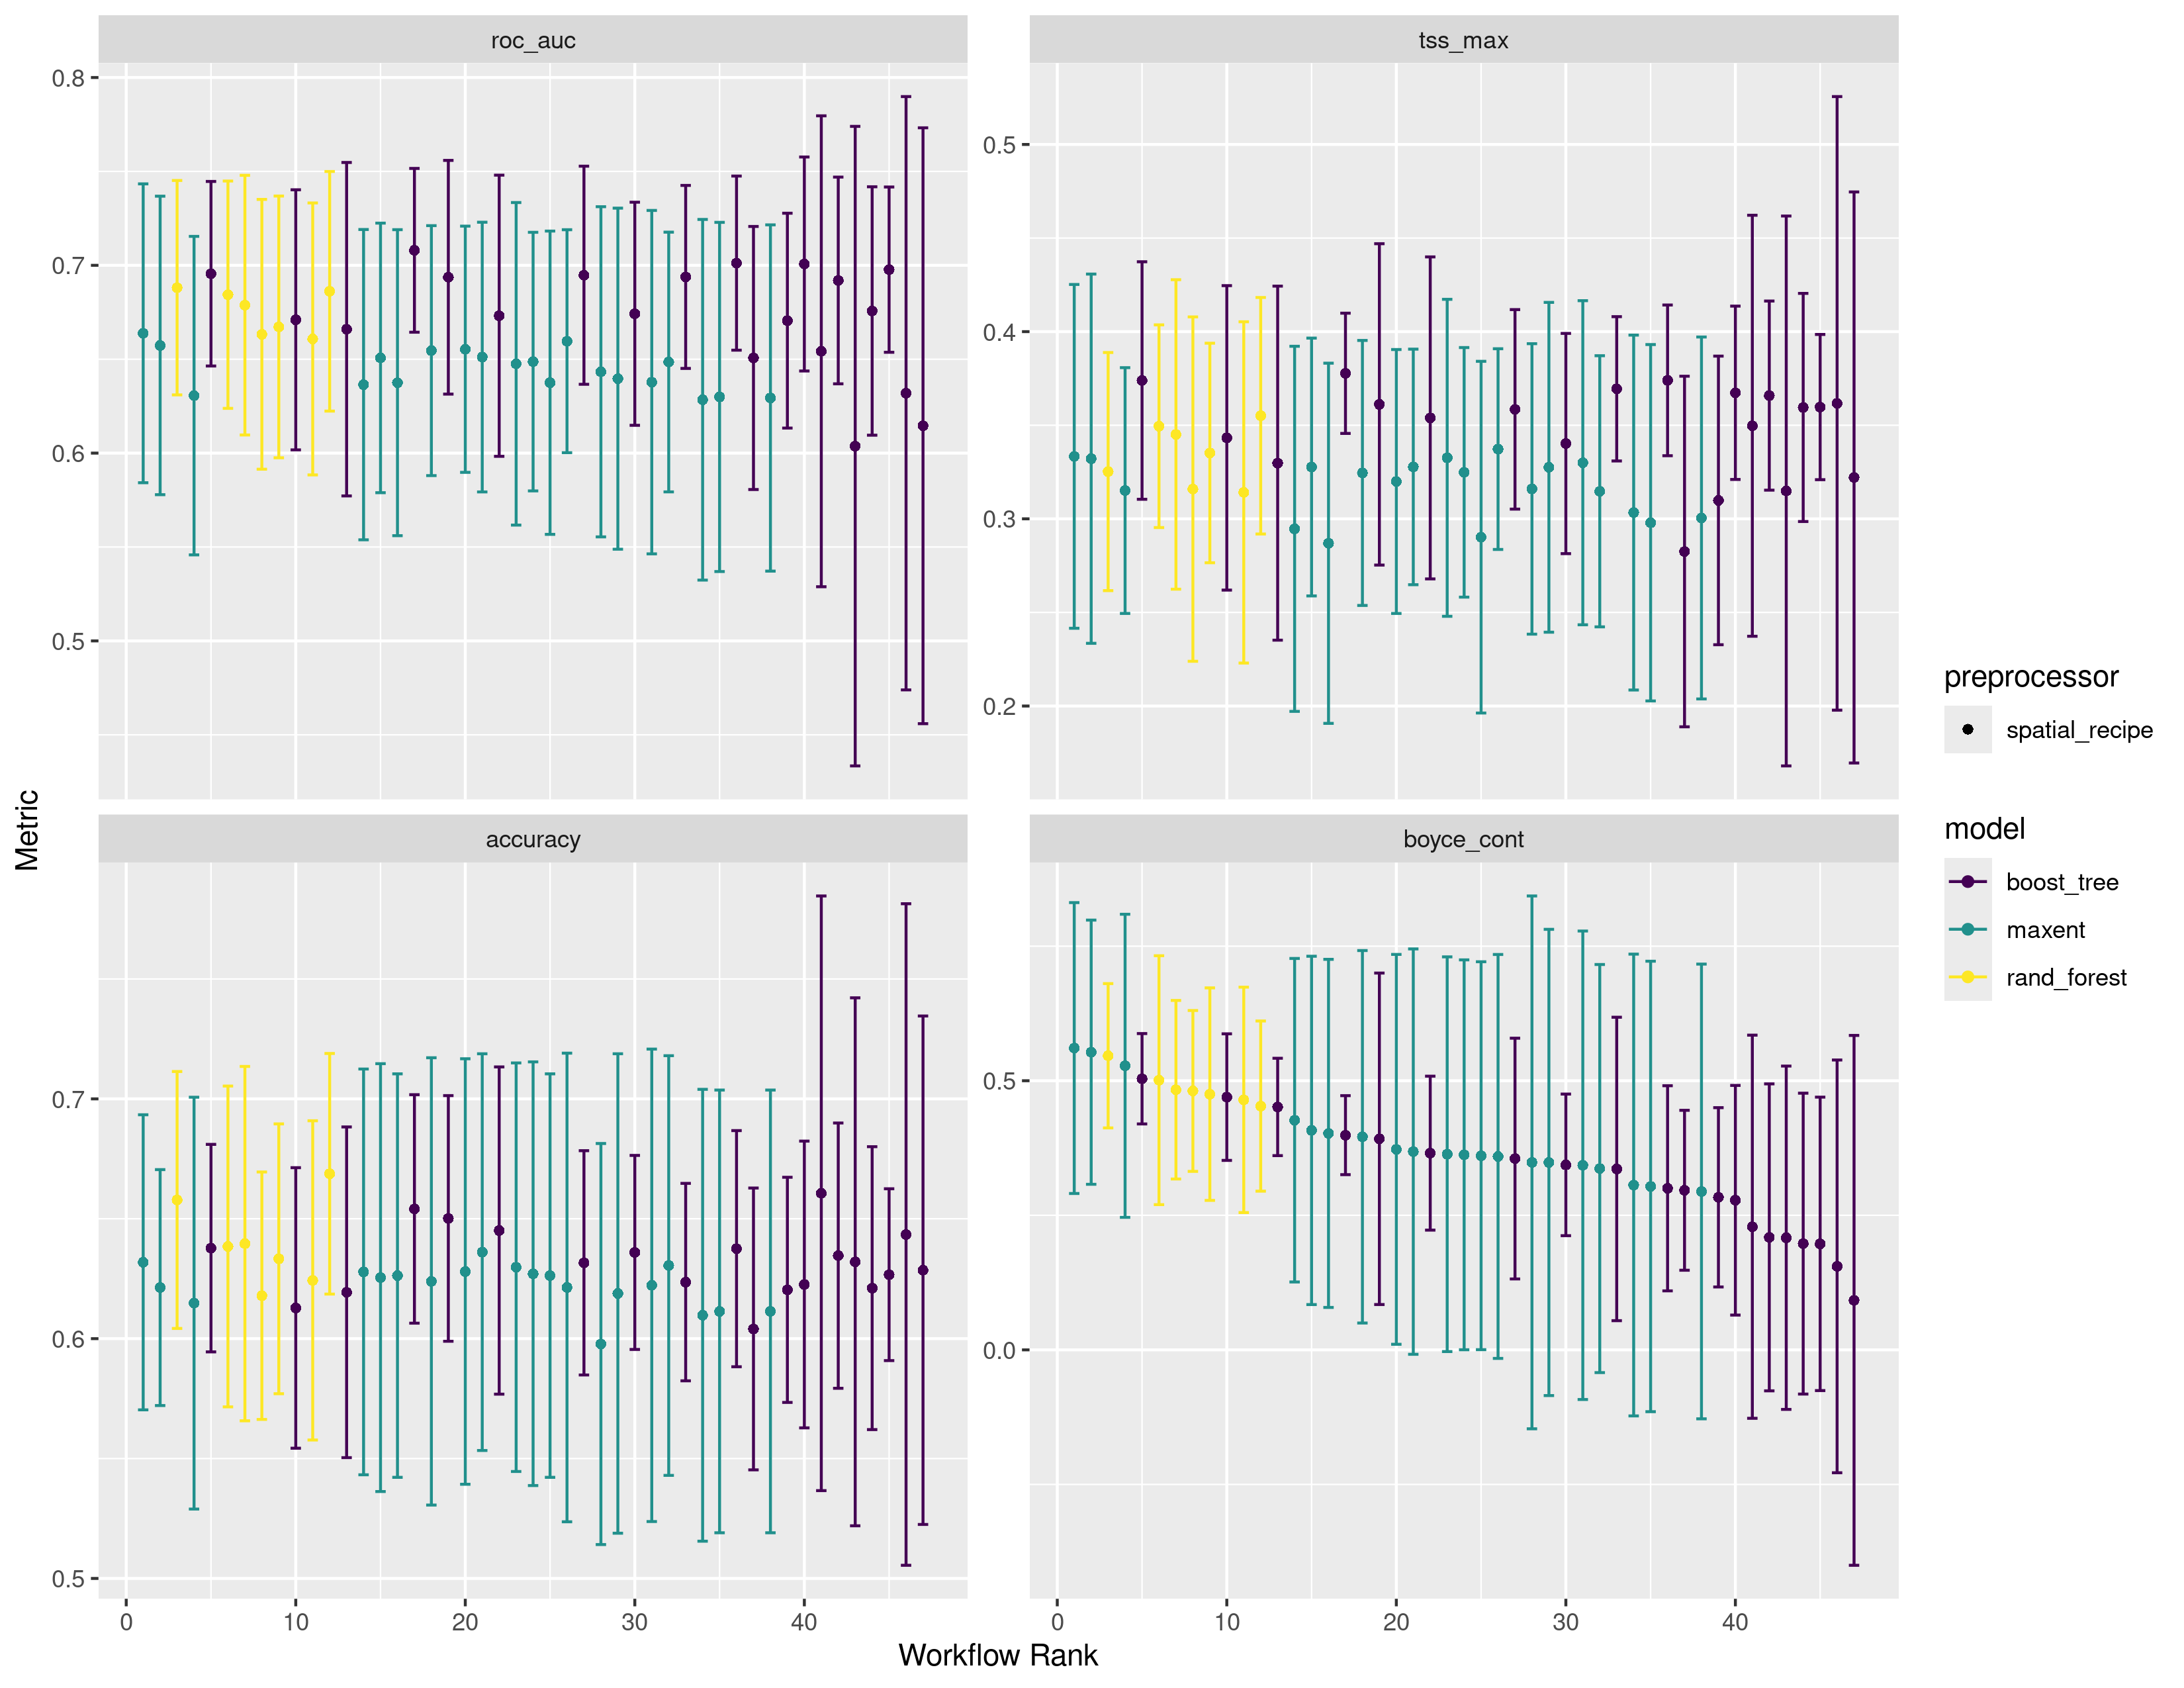 roc_auc
tss_max
0.8
0.7
0.6
0.5
0.5
0.4
0.3
0.2
accuracy
boyce_cont
0.7
0.6
0.5
0.5
0.0
0 10 20 30 40
0 10 20 30 40
Workflow Rank
Metric
preprocessor
spatial_recipe
model
boost_tree
maxent
rand_forest